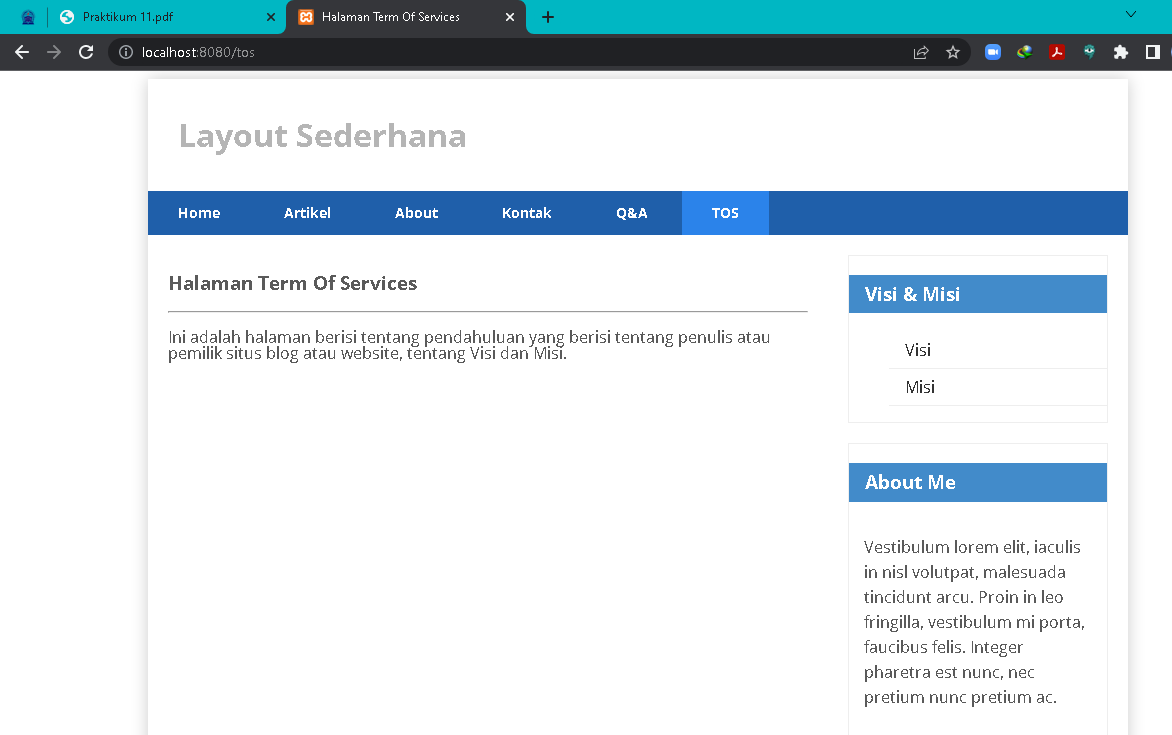 Praktikum 11.pdf
Halaman Term Of Services
localhost:8080/tos
Layout Sederhana
Home Artikel About Kontak Q&A TOS
Halaman Term Of Services
Ini adalah halaman berisi tentang pendahuluan yang berisi tentang penulis atau
pemilik situs blog atau website, tentang Visi dan Misi.
Visi & Misi
Visi
Misi
About Me
Vestibulum lorem elit, iaculis
in nisl volutpat, malesuada
tincidunt arcu. Proin in leo
fringilla, vestibulum mi porta,
faucibus felis. Integer
pharetra est nunc, nec
pretium nunc pretium ac.